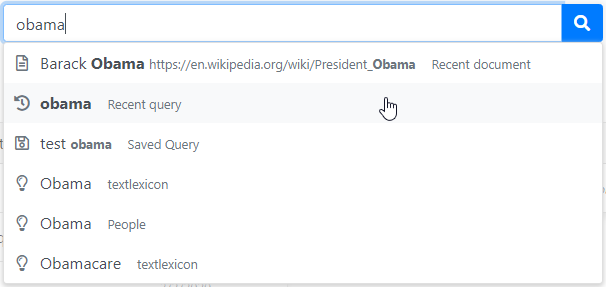 obama
Barack Obama https://en.wikipedia.org/wiki/President_Obama Recent document
obama Recent query
test obama Saved Query
Obama textlexicon
Obama People
Obamacare textlexicon